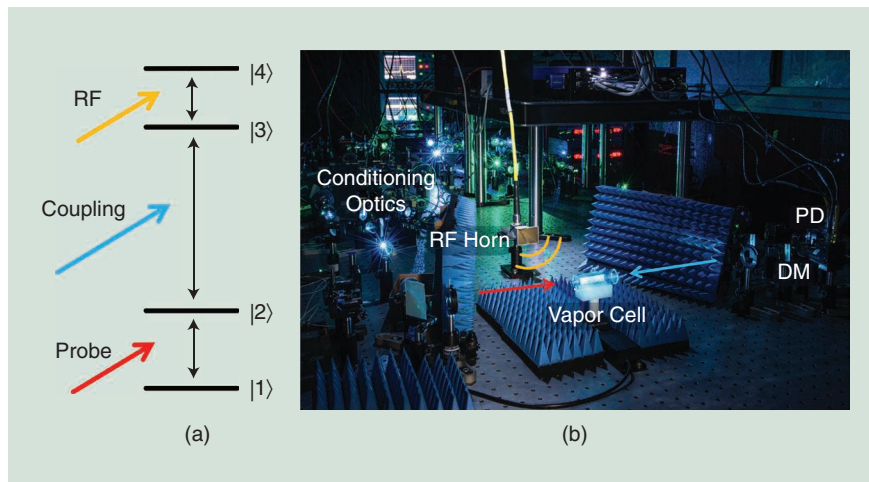 |4⟩
RF
|3⟩
Coupling
|2⟩
Probe
|1⟩
(a)
Conditioning
Optics
RF Horn
PD
DM
Vapor Cell
(b)